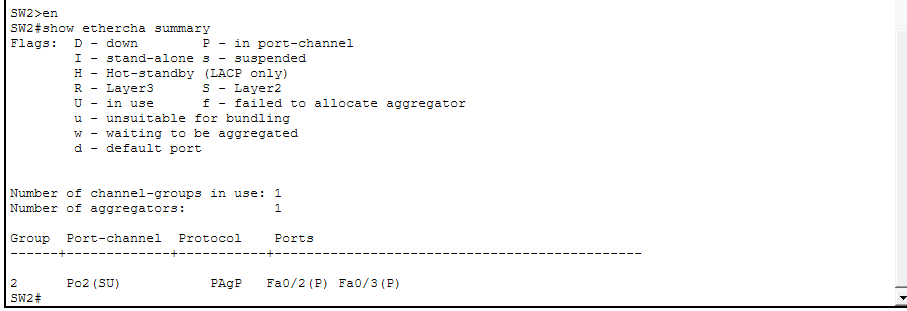 SW2>en
SW2#show ethercha summary
Flags:  D - down        P - in port-channel
        I - stand-alone s - suspended
        H - Hot-standby (LACP only)
        R - Layer3      S - Layer2
        U - in use      f - failed to allocate aggregator
        u - unsuitable for bundling
        w - waiting to be aggregated
        d - default port
Number of channel-groups in use: 1
Number of aggregators:           1
Group  Port-channel  Protocol    Ports
------+-------------+-----------+----------------------------------------------
2      Po2(SU)           PAgP   Fa0/2(P) Fa0/3(P)
SW2#